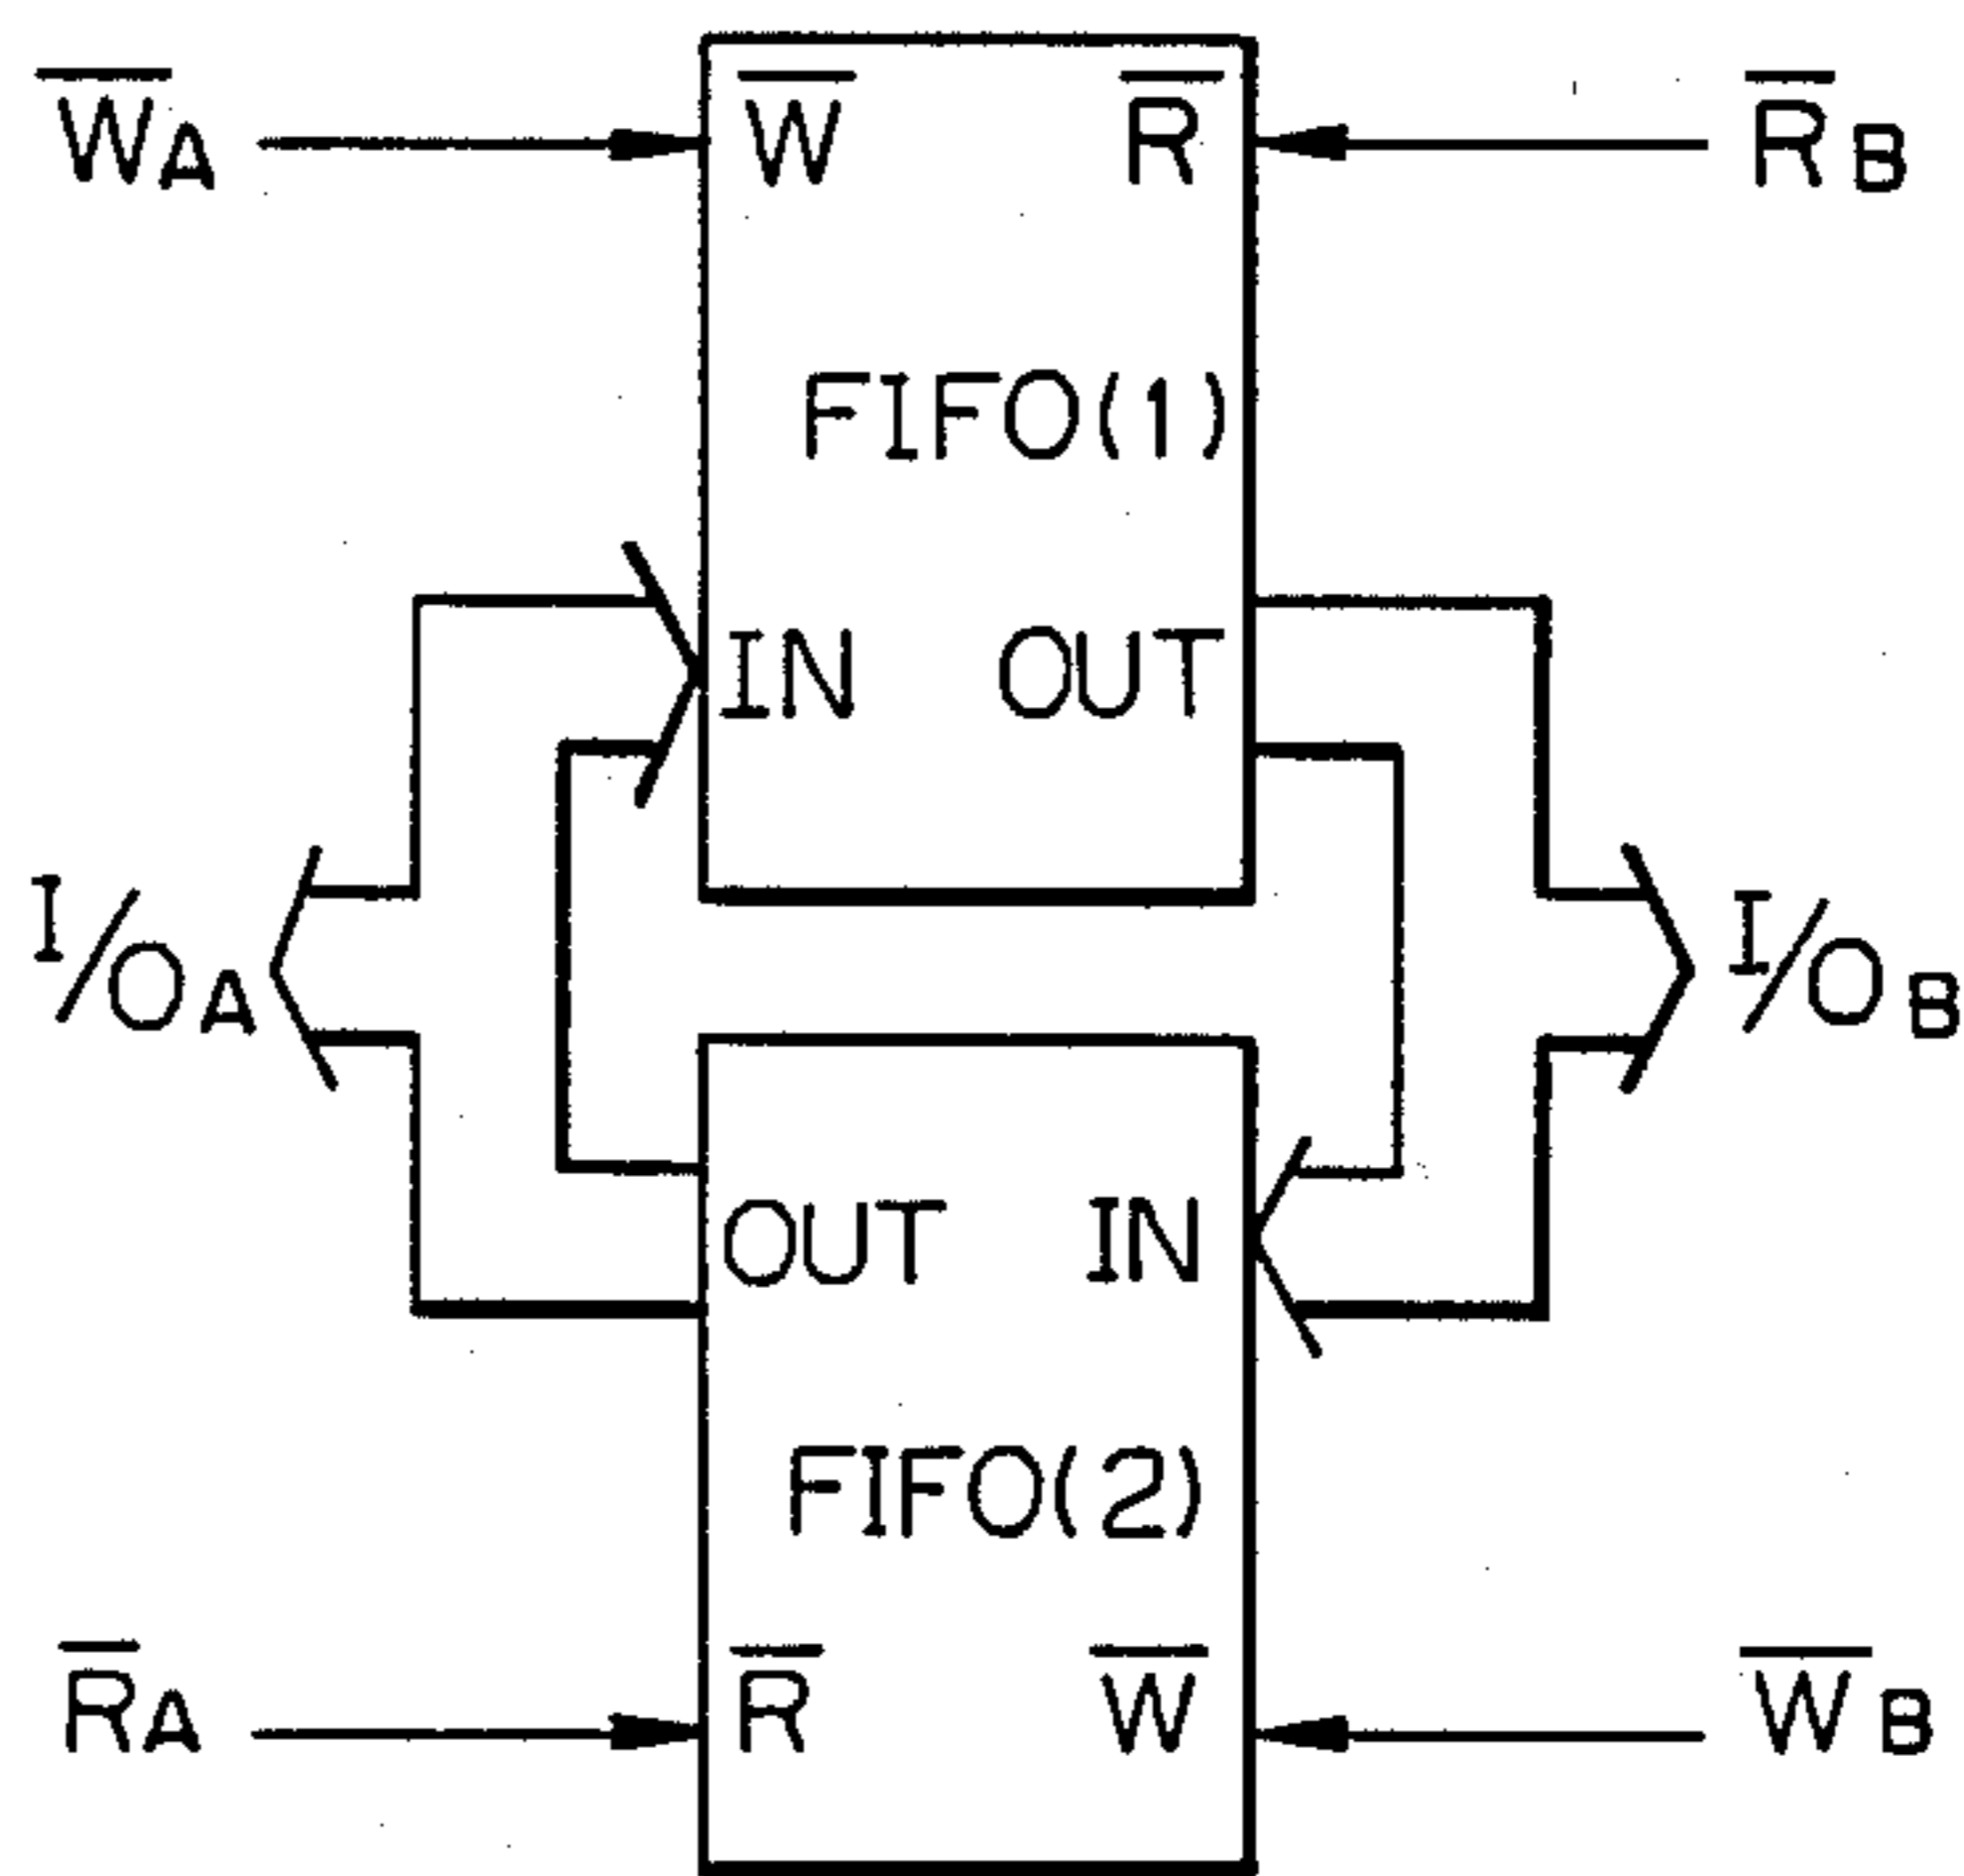 W̅A W̅ R̅ R̅B
FIFO(1)
IN OUT
I/OA I/OB
OUT IN
FIFO(2)
R̅A R̅ W̅ W̅B